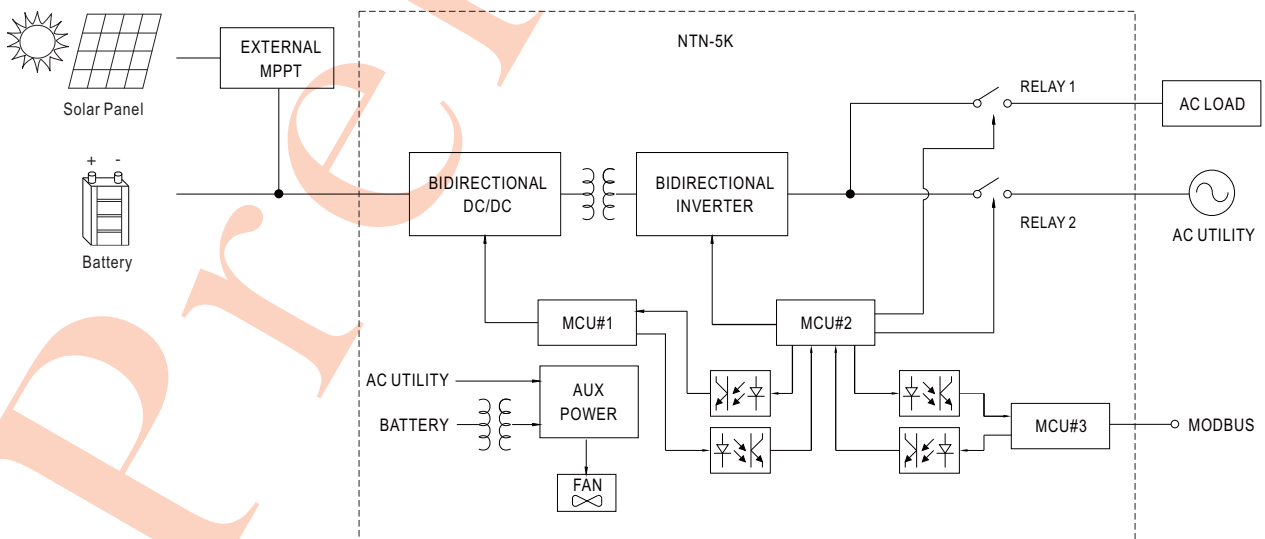 NTN-5K
EXTERNAL
MPPT
Solar Panel
RELAY 1
AC LOAD
+ -
Battery
BIDIRECTIONAL
DC/DC
BIDIRECTIONAL
INVERTER
RELAY 2
AC UTILITY
MCU#1
MCU#2
AC UTILITY
BATTERY
AUX
POWER
FAN
MCU#3
MODBUS
Prel